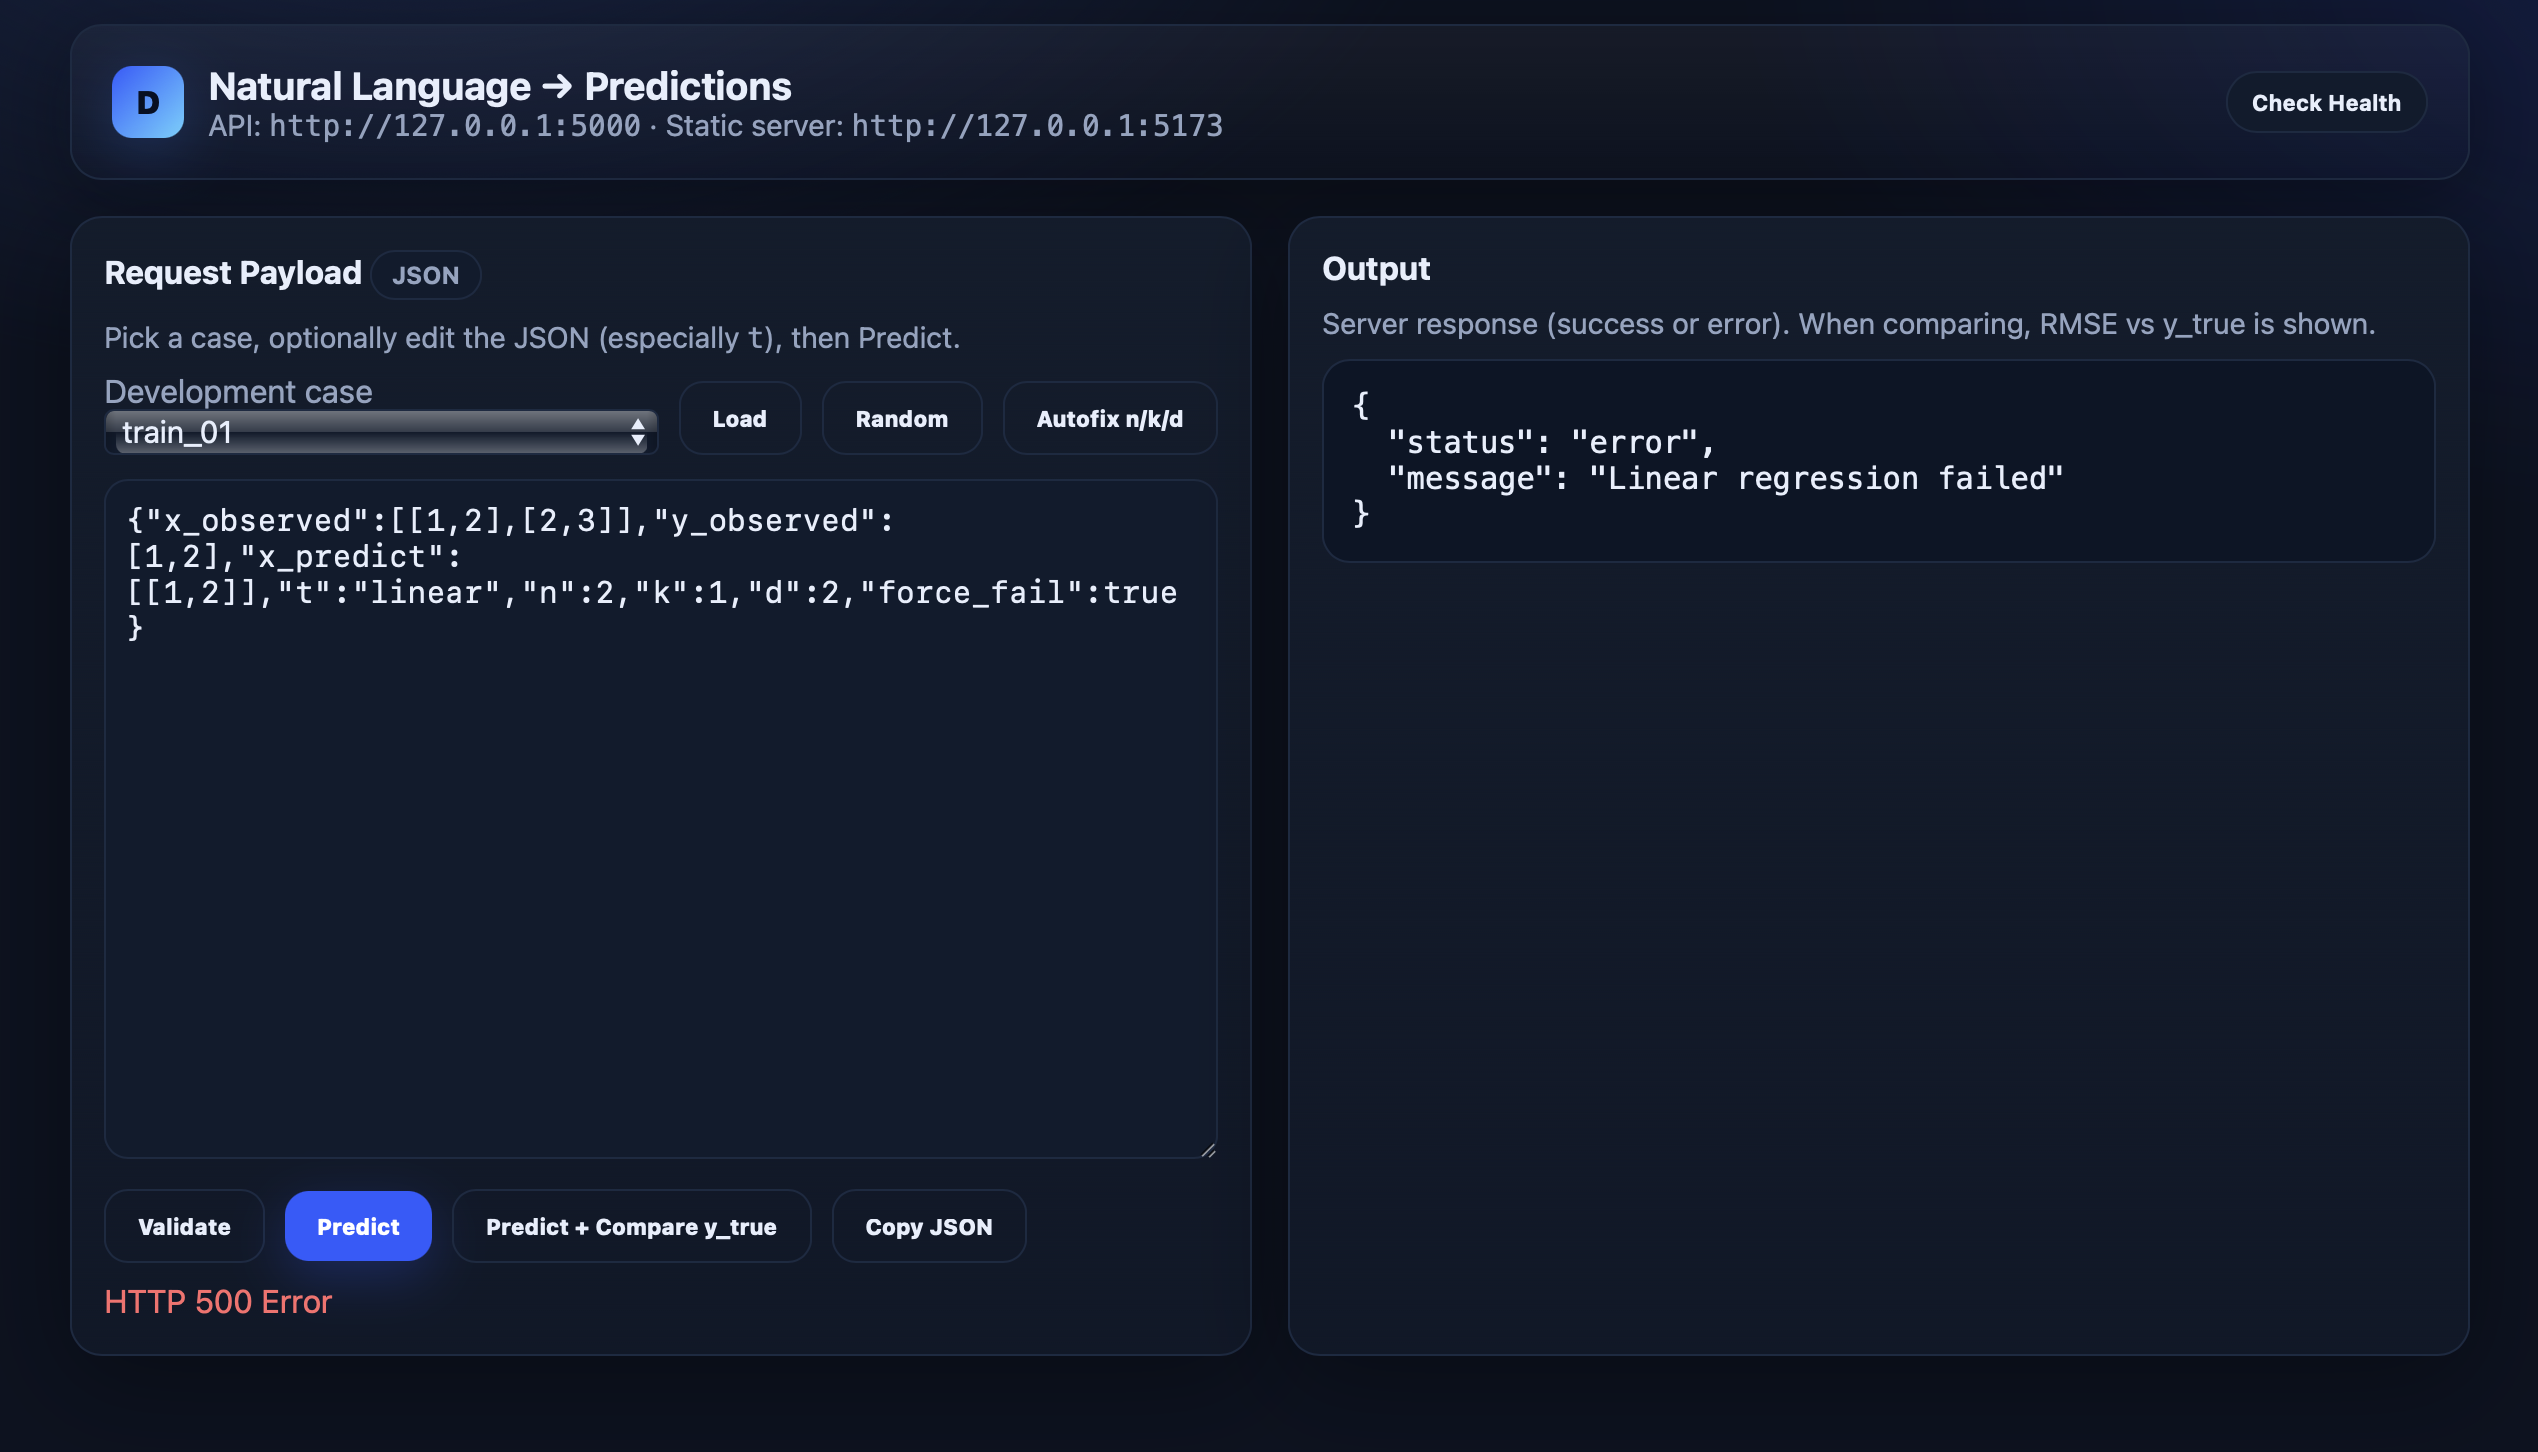 D
Natural Language → Predictions
API: http://127.0.0.1:5000 · Static server: http://127.0.0.1:5173
Check Health
Request Payload JSON
Pick a case, optionally edit the JSON (especially t), then Predict.
Development case
train_01
Load
Random
Autofix n/k/d
{"x_observed":[[1,2],[2,3]],"y_observed":
[1,2],"x_predict":
[[1,2]],"t":"linear","n":2,"k":1,"d":2,"force_fail":true
}
Validate
Predict
Predict + Compare y_true
Copy JSON
HTTP 500 Error
Output
Server response (success or error). When comparing, RMSE vs y_true is shown.
{
  "status": "error",
  "message": "Linear regression failed"
}